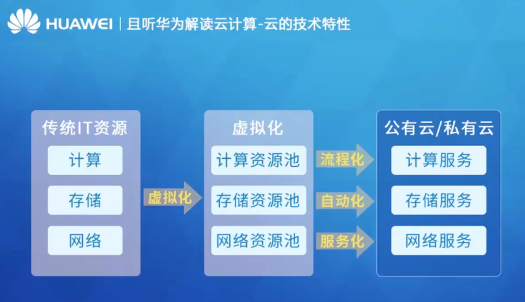 HUAWEI 且听华为解读云计算-云的技术特性
传统IT资源
计算
存储
网络
虚拟化
虚拟化
计算资源池
存储资源池
网络资源池
流程化
自动化
服务化
公有云/私有云
计算服务
存储服务
网络服务